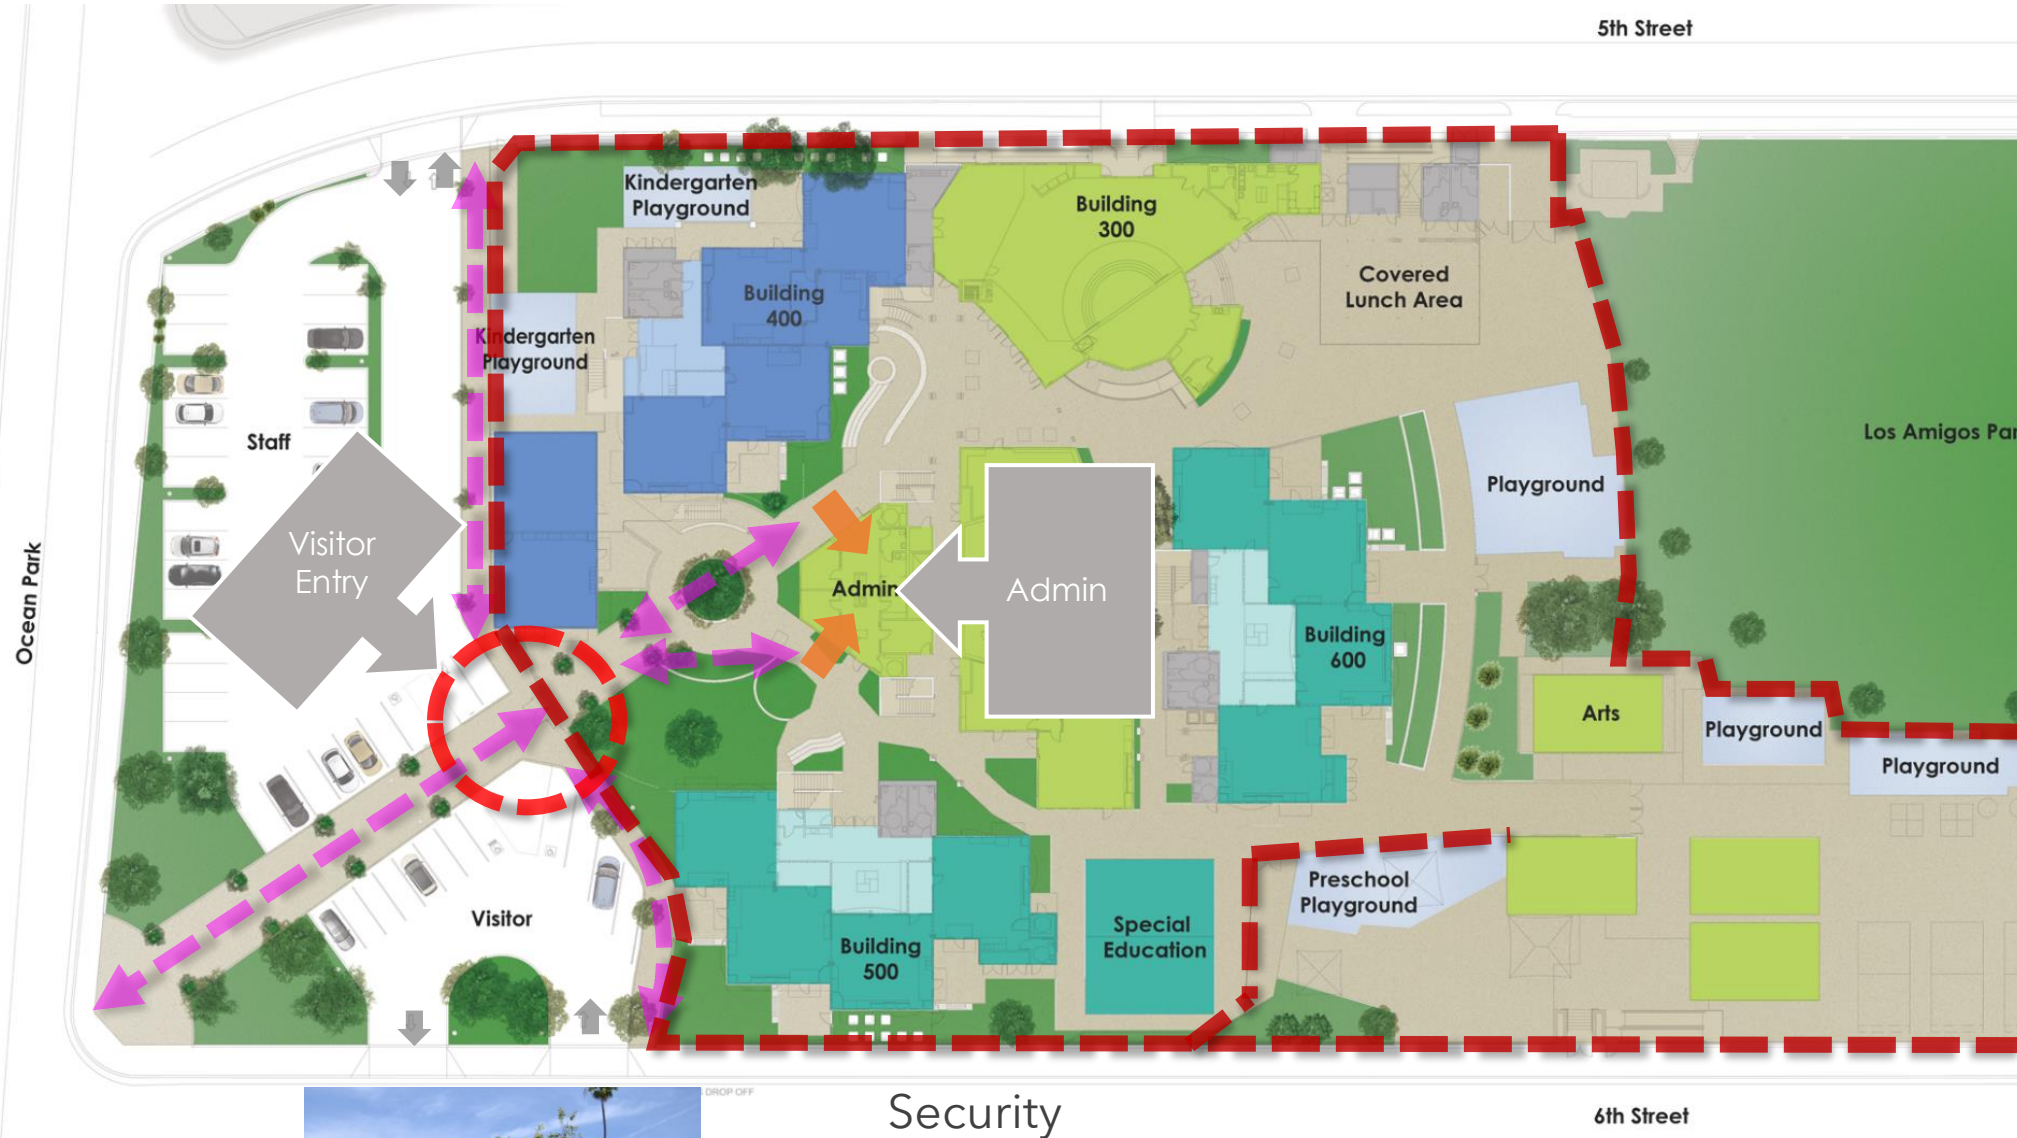 5th Street
Kindergarten
Playground
Building
300
Building
400
Covered
Lunch Area
Kindergarten
Playground
Staff
Los Amigos Par
Playground
Visitor
Entry
Admin
Admin
Ocean Park
Building
600
Arts
Playground
Playground
Preschool
Playground
Visitor
Special
Education
Building
500
DROP OFF
Security
6th Street